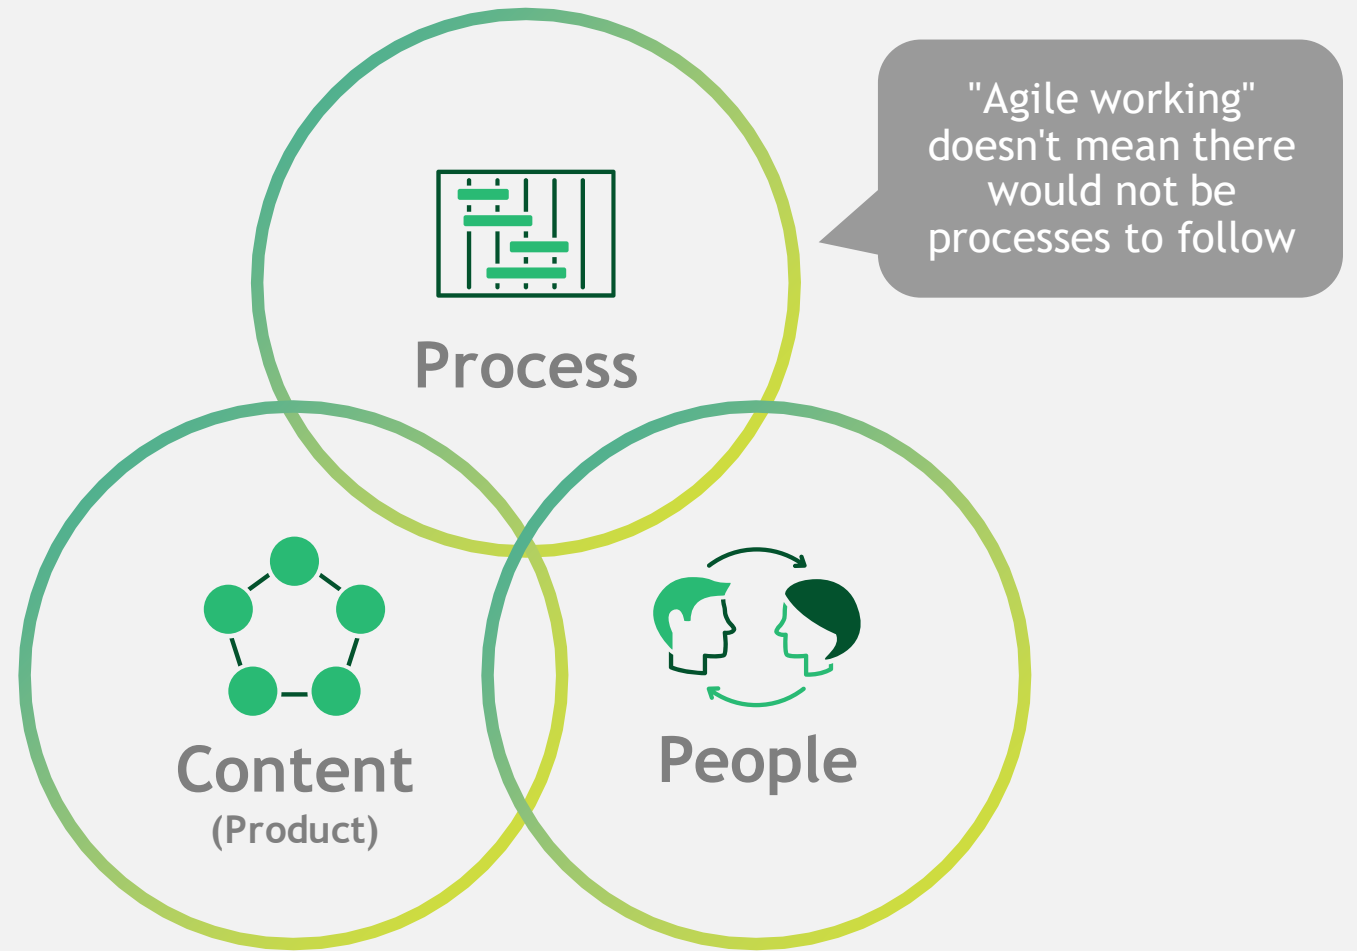 "Agile working"
doesn't mean there
would not be
processes to follow
Process
Content
(Product)
People